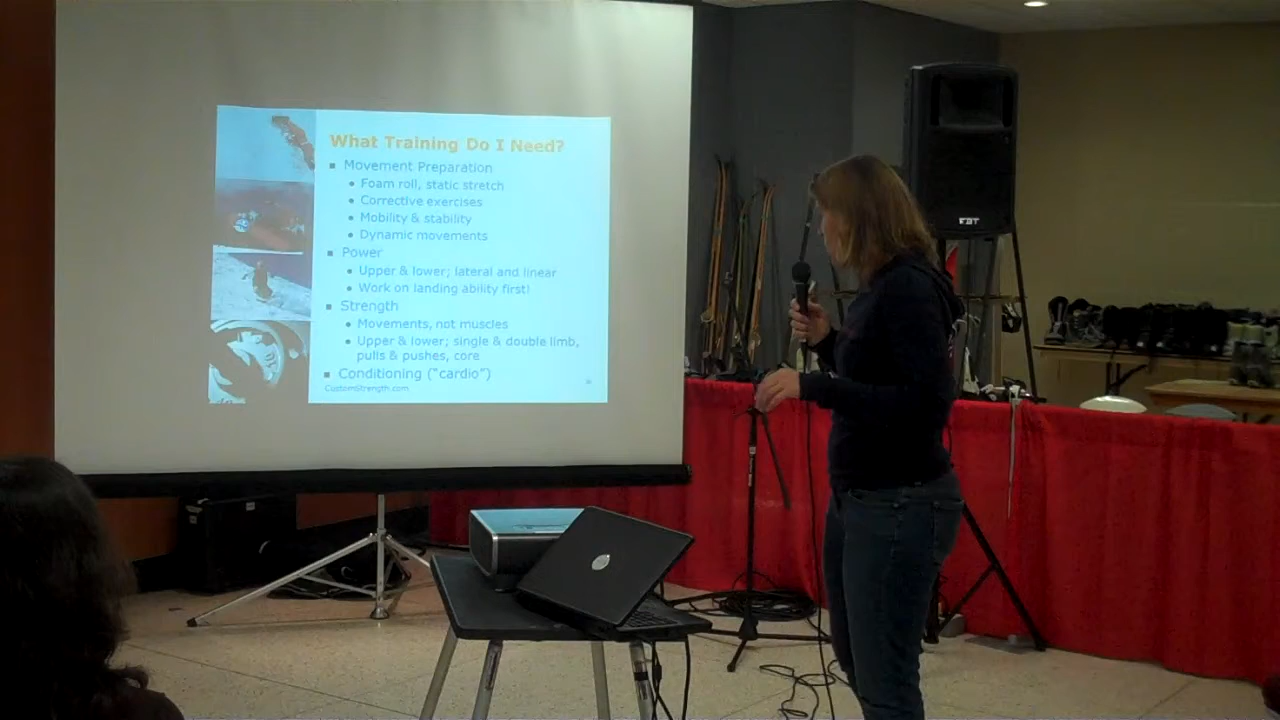 What Training Do I Need?
Movement Preparation
Foam roll, static stretch
Corrective exercises
Mobility & stability
Dynamic movements
Power
Upper & lower; lateral and linear
Work on landing ability first!
Strength
Movements, not muscles
Upper & lower; single & double limb,
pulls & pushes, core
Conditioning ("cardio")
CustomStrength.com